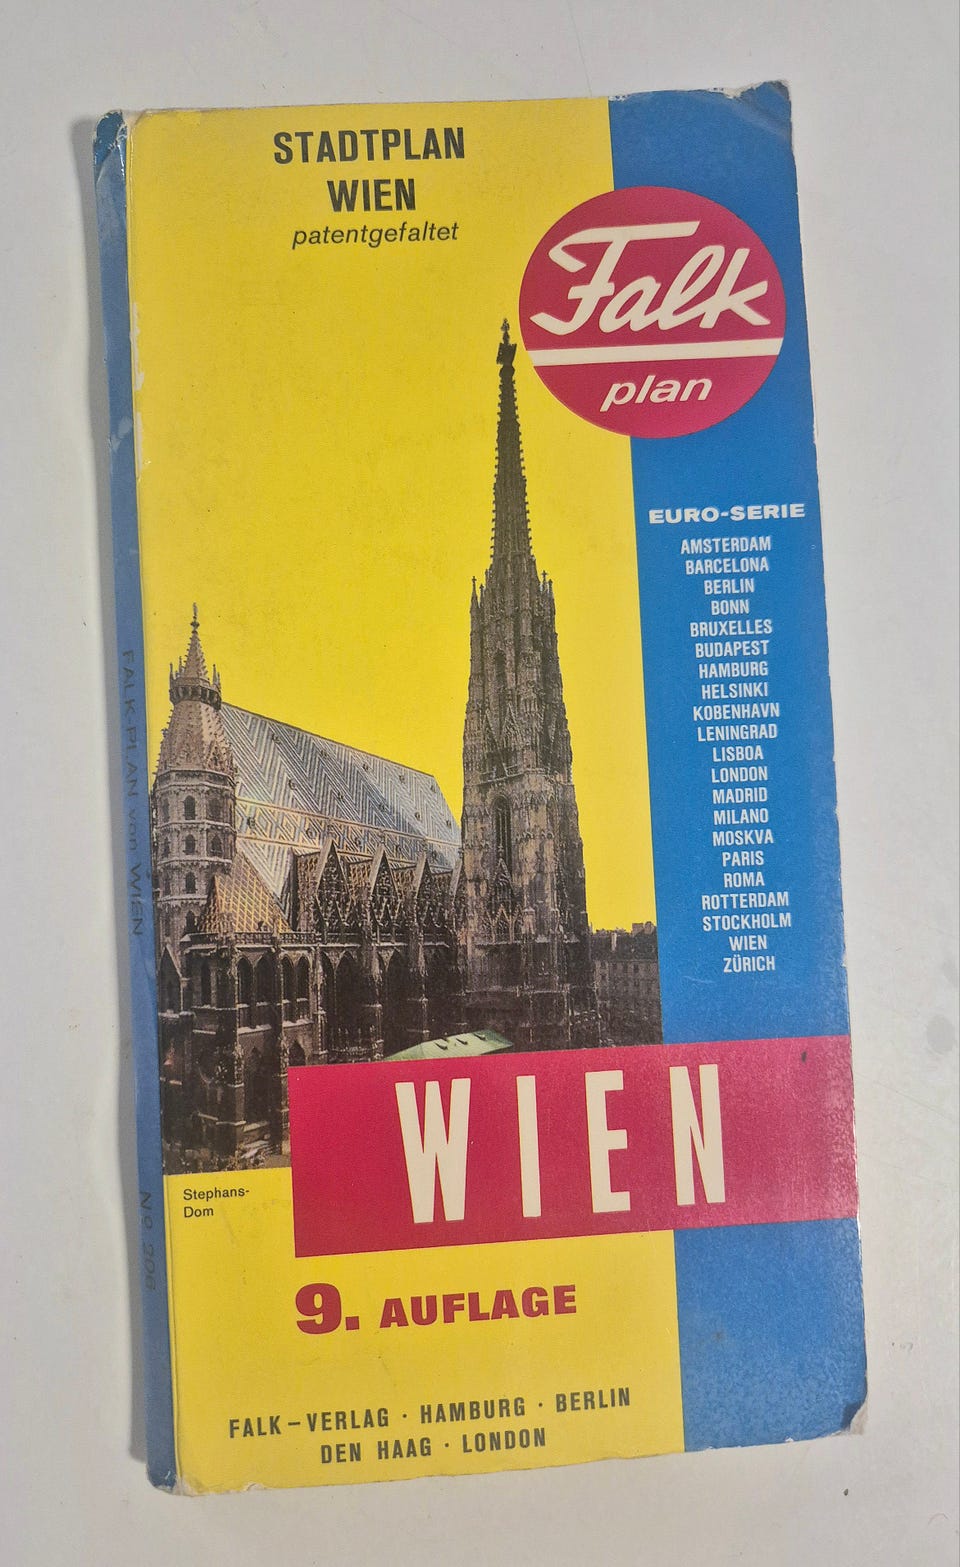 STADTPLAN
WIEN
patentgefaltet
Falk
plan
EURO-SERIE
AMSTERDAM
BARCELONA
BERLIN
BONN
BRUXELLES
BUDAPEST
HAMBURG
HELSINKI
KOBENHAVN
LENINGRAD
LISBOA
LONDON
MADRID
MILANO
MOSKVA
PARIS
ROMA
ROTTERDAM
STOCKHOLM
WIEN
ZÜRICH
WIEN
Stephans-
Dom
9. AUFLAGE
FALK – VERLAG · HAMBURG · BERLIN
DEN HAAG · LONDON
FALK-PLAN von WIEN